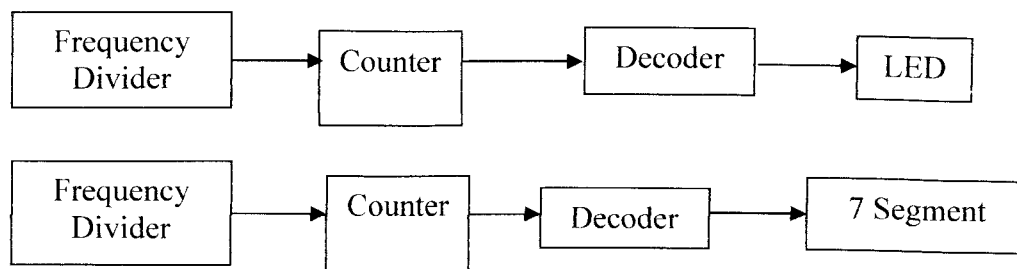 Frequency
Divider
Counter
Decoder
LED
Frequency
Divider
Counter
Decoder
7 Segment